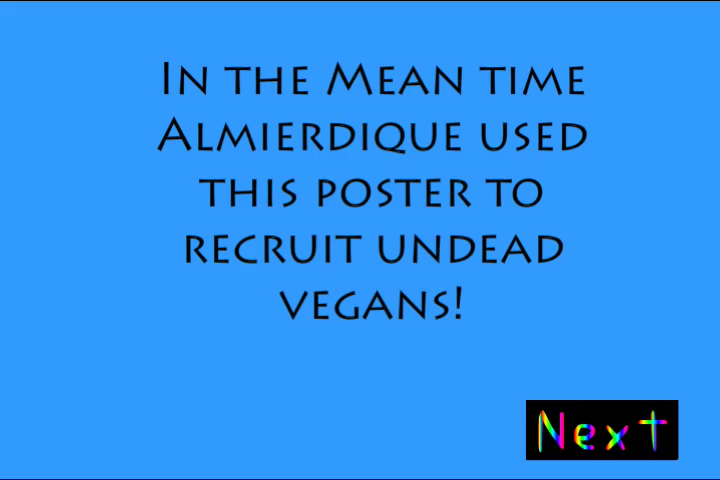 In the Mean time
Almierdique used
this poster to
recruit undead
vegans!
Next